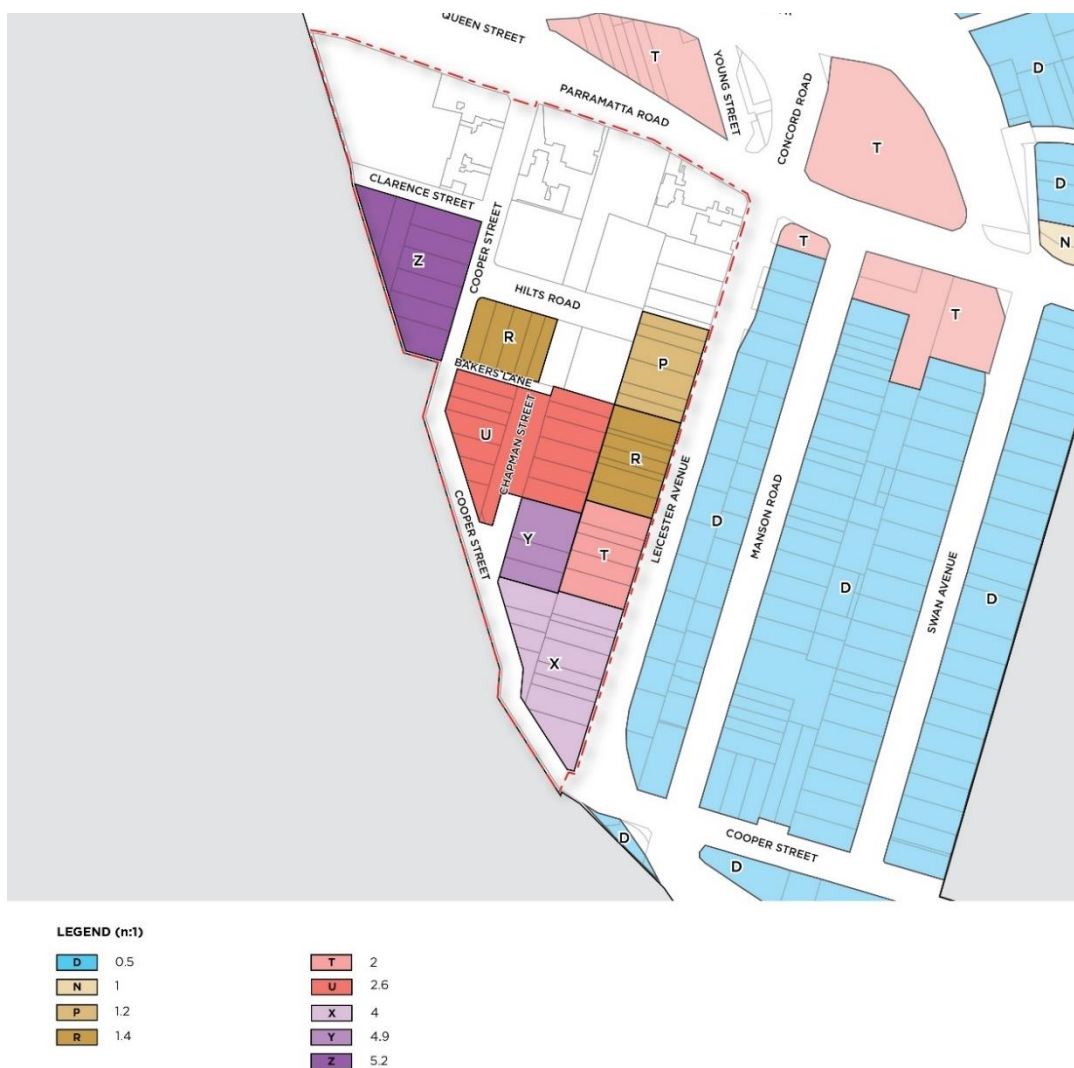 QUEEN STREET
T
YOUNG STREET
D
PARRAMATTA ROAD
CONCORD ROAD
T
D
CLARENCE STREET
T
N
COOPER STREET
Z
HILTS ROAD
T
R
P
BAKERS LANE
U
CHAPMAN STREET
R
LEICESTER AVENUE
COOPER STREET
D
MANSON ROAD
Y
T
D
SWAN AVENUE
D
X
D
COOPER STREET
D
LEGEND (n:1)
D 0.5
N 1
P 1.2
R 1.4
T 2
U 2.6
X 4
Y 4.9
Z 5.2